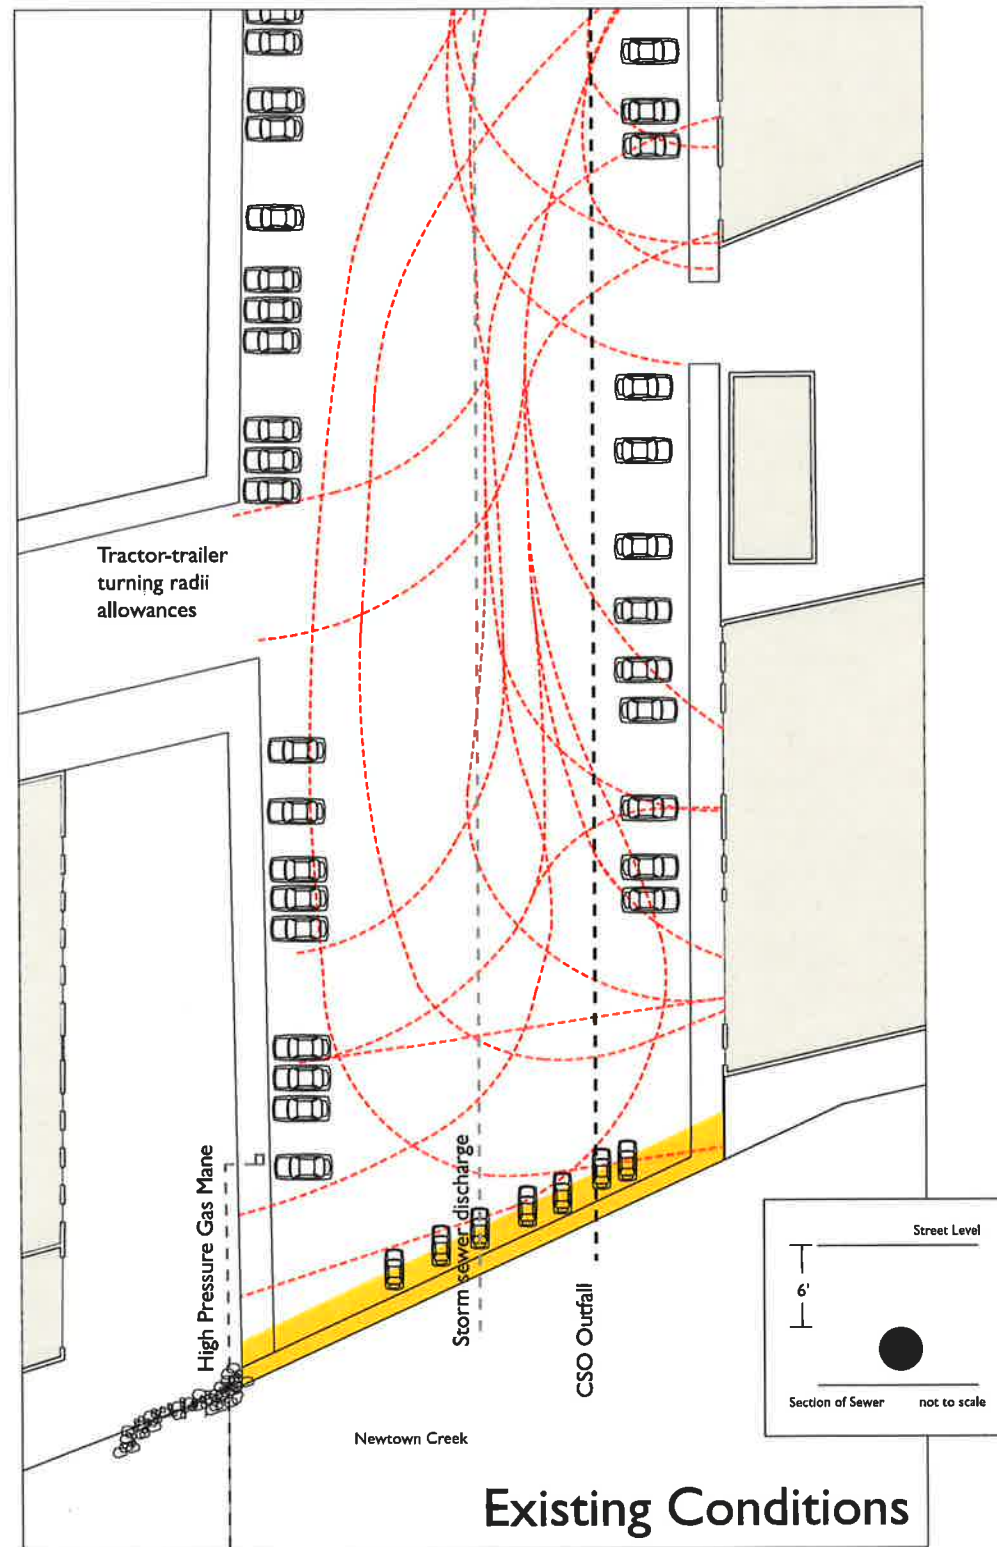 Tractor-trailer
turning radii
allowances
High Pressure Gas Mane
Storm sewer discharge
CSO Outfall
Street Level
6'
Section of Sewer not to scale
Newtown Creek
Existing Conditions